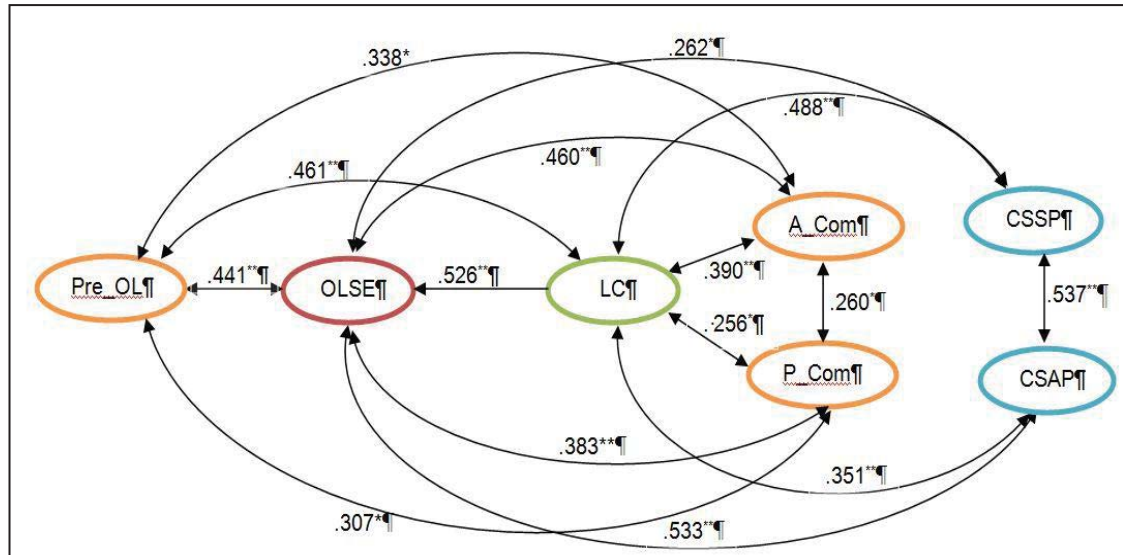 .338*
.262*¶
.488**¶
.461**¶
.460**¶
A_Com¶
CSSP¶
.390**¶
Pre_OL¶
.441**¶
OLSE¶
.526**¶
LC¶
.260*¶
.537**¶
.256*¶
P_Com¶
CSAP¶
.383**¶
.351**¶
.307*¶
.533**¶